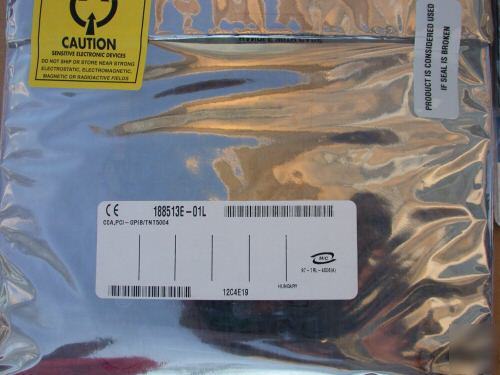 CAUTION
SENSITIVE ELECTRONIC DEVICES
DO NOT SHIP OR STORE NEAR STRONG
ELECTROSTATIC, ELECTROMAGNETIC,
MAGNETIC OR RADIOACTIVE FIELDS
PRODUCT IS CONSIDERED USED
IF SEAL IS BROKEN
CE 188513E-01L
CCA,PCI-GPIB/TNT5004
MIC
HUNGARY
12C4E19